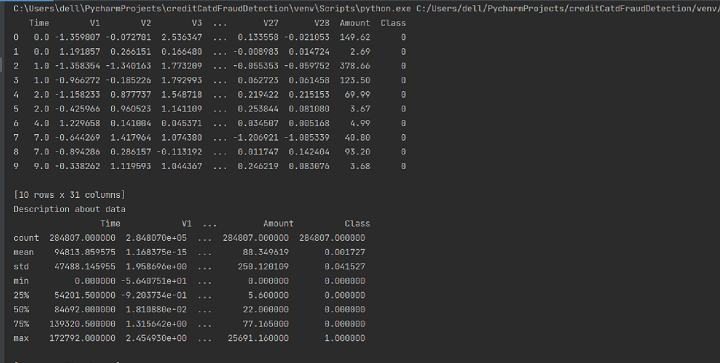 C:\Users\dell\PycharmProjects\creditCatdFraudDetection\venv\Scripts\python.exe C:/Users/dell/PycharmProjects/creditCatdFraudDetection/venv/
Time V1 V2 V3 ... V27 V28 Amount Class
0 0.0 -1.359807 -0.072781 2.536347 ... 0.133558 -0.021053 149.62 0
1 0.0 1.191857 0.266151 0.166480 ... -0.008983 0.014724 2.69 0
2 1.0 -1.358354 -1.340163 1.773209 ... -0.055353 -0.059752 378.66 0
3 1.0 -0.966272 -0.185226 1.792993 ... 0.062723 0.061458 123.50 0
4 2.0 -1.158233 0.877737 1.548718 ... 0.219422 0.215153 69.99 0
5 2.0 -0.425966 0.960523 1.141109 ... 0.253844 0.081080 3.67 0
6 4.0 1.229658 0.141004 0.045371 ... 0.034507 0.005168 4.99 0
7 7.0 -0.644269 1.417964 1.074380 ... -1.206921 -1.085339 40.80 0
8 7.0 -0.894286 0.286157 -0.113192 ... 0.011747 0.142404 93.20 0
9 9.0 -0.338262 1.119593 1.044367 ... 0.246219 0.083076 3.68 0
[10 rows x 31 columns]
Description about data
Time V1 ... Amount Class
count 284807.000000 2.848070e+05 ... 284807.000000 284807.000000
mean 94813.859575 1.168375e-15 ... 88.349619 0.001727
std 47488.145955 1.958696e+00 ... 250.120109 0.041527
min 0.000000 -5.640751e+01 ... 0.000000 0.000000
25% 54201.500000 -9.203734e-01 ... 5.600000 0.000000
50% 84692.000000 1.810880e-02 ... 22.000000 0.000000
75% 139320.500000 1.315642e+00 ... 77.165000 0.000000
max 172792.000000 2.454930e+00 ... 25691.160000 1.000000